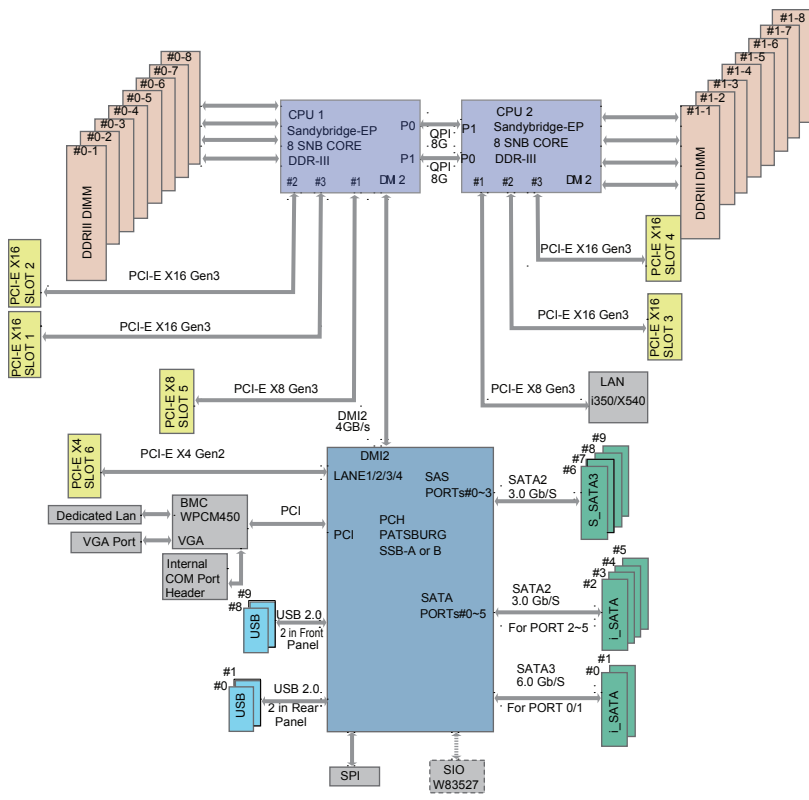 #0-8
#0-7
#0-6
#0-5
#0-4
#0-3
#0-2
#0-1
DDRIII DIMM
CPU 1
Sandybridge-EP
8 SNB CORE
DDR-III
P0
P1
#2
#3
#1
DMI2
QPI
8G
QPI
8G
CPU 2
Sandybridge-EP
8 SNB CORE
DDR-III
P1
P0
#1
#2
#3
DMI2
#1-8
#1-7
#1-6
#1-5
#1-4
#1-3
#1-2
#1-1
DDRIII DIMM
PCI-E X16
SLOT 2
PCI-E X16 Gen3
PCI-E X16
SLOT 1
PCI-E X16 Gen3
PCI-E X16 Gen3
PCI-E X16
SLOT 4
PCI-E X16 Gen3
PCI-E X16
SLOT 3
PCI-E X8
SLOT 5
PCI-E X8 Gen3
DMI2
4GB/s
PCI-E X8 Gen3
LAN
i350/X540
PCI-E X4
SLOT 6
PCI-E X4 Gen2
DMI2
LANE1/2/3/4
SAS
PORTs#0~3
PCI
PCH
PATSBURG
SSB-A or B
SATA
PORTs#0~5
SATA2
3.0 Gb/S
#9
#8
#7
#6
S_SATA3
Dedicated Lan
VGA Port
BMC
WPCM450
VGA
PCI
Internal
COM Port
Header
SATA2
3.0 Gb/S
For PORT 2~5
#5
#4
#3
#2
i_SATA
#9
#8
USB
USB 2.0
2 in Front
Panel
#1
#0
USB
USB 2.0
2 in Rear
Panel
SATA3
6.0 Gb/S
For PORT 0/1
#1
#0
i_SATA
SPI
SIO
W83527